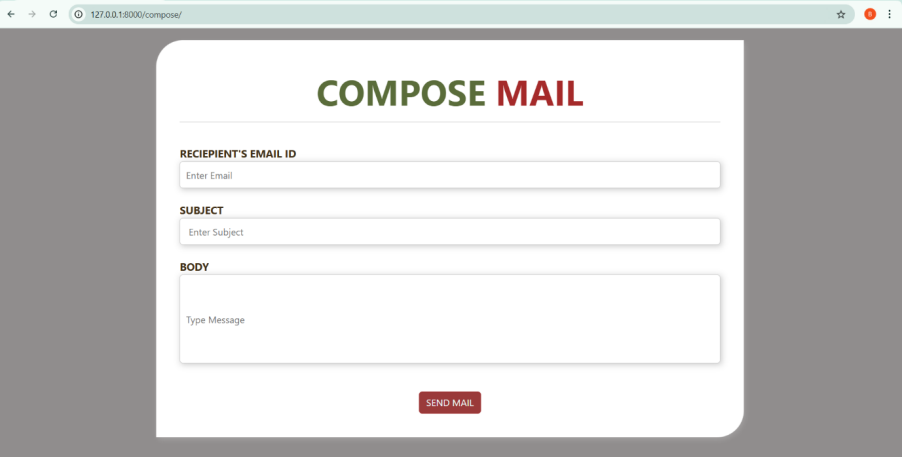 127.0.0.1:8000/compose/
B
COMPOSE MAIL
RECIEPIENT'S EMAIL ID
Enter Email
SUBJECT
Enter Subject
BODY
Type Message
SEND MAIL